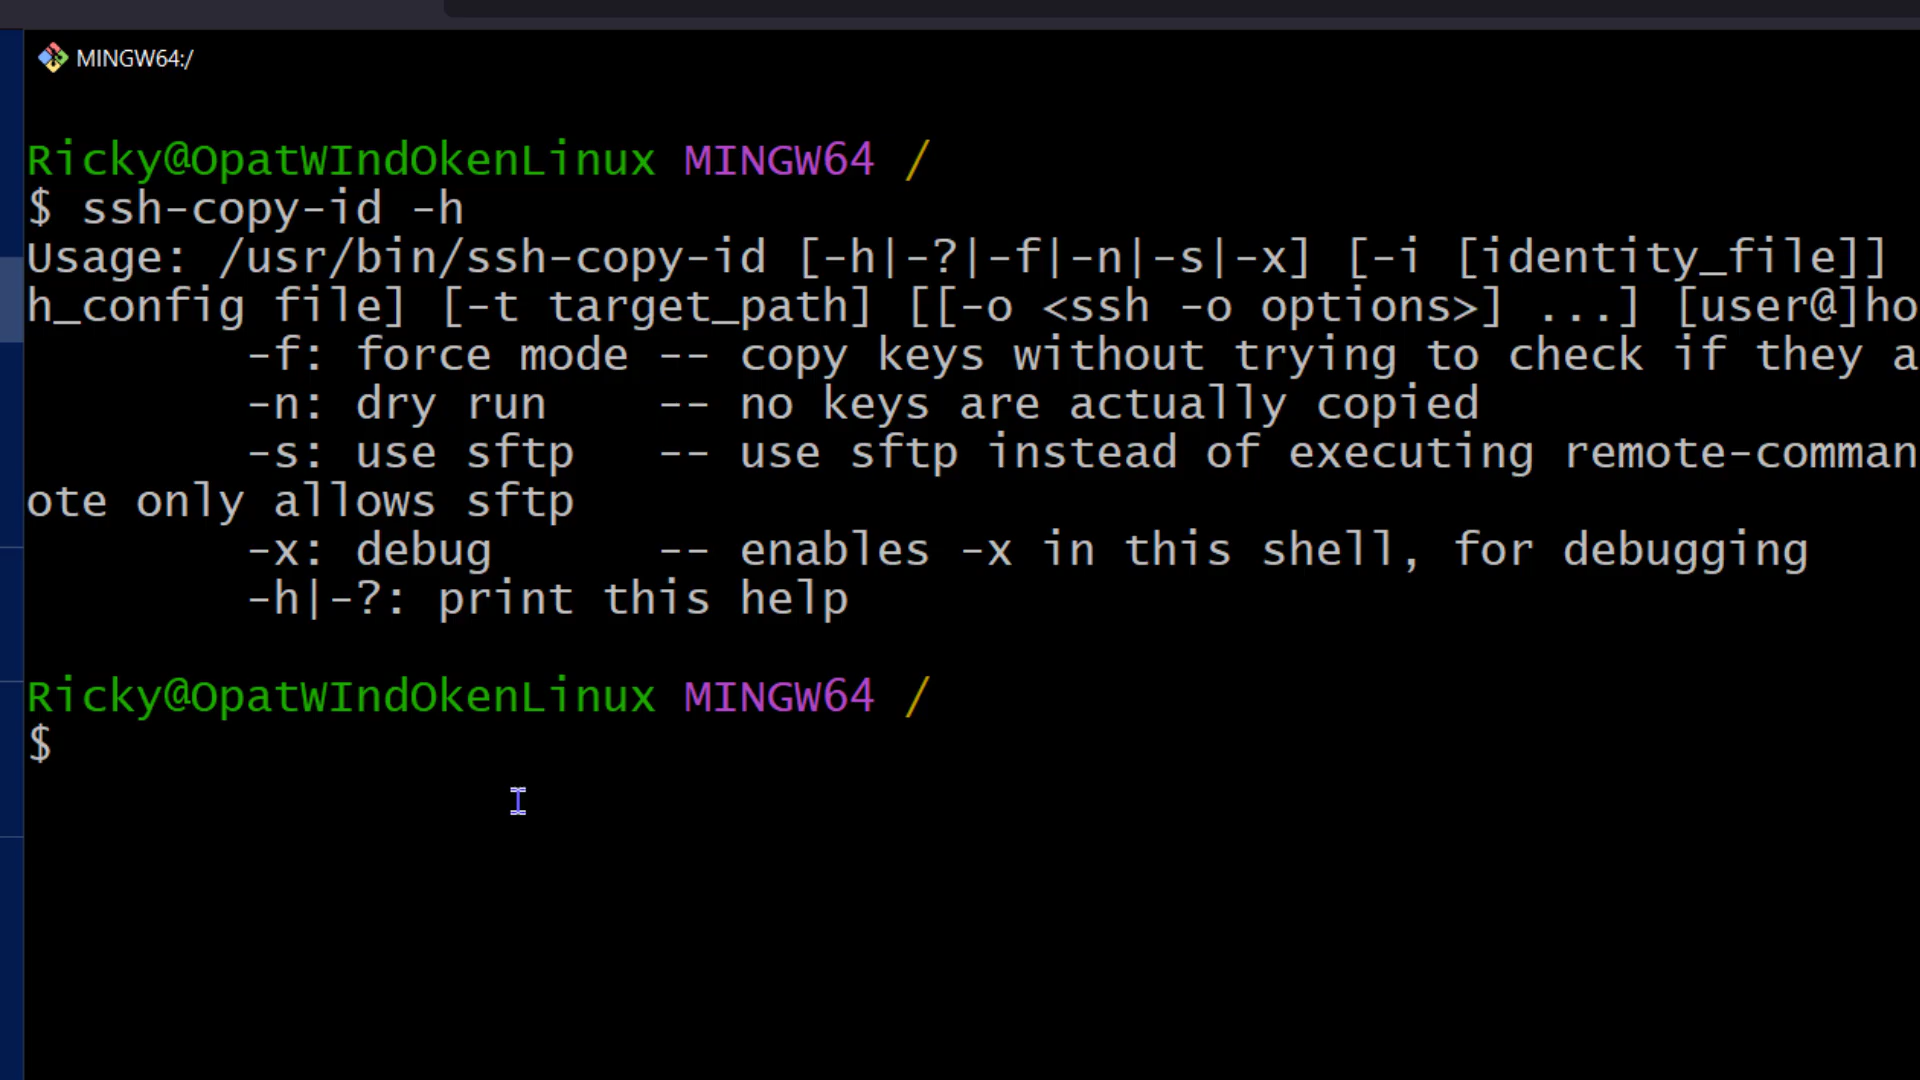 MINGW64:/
Ricky@OpatWIndOkenLinux MINGW64 /
$ ssh-copy-id -h
Usage: /usr/bin/ssh-copy-id [-h|-?|-f|-n|-s|-x] [-i [identity_file]]
h_config file] [-t target_path] [[-o <ssh -o options>] ...] [user@]ho
-f: force mode -- copy keys without trying to check if they a
-n: dry run -- no keys are actually copied
-s: use sftp -- use sftp instead of executing remote-comman
ote only allows sftp
-x: debug -- enables -x in this shell, for debugging
-h|-?: print this help
Ricky@OpatWIndOkenLinux MINGW64 /
$